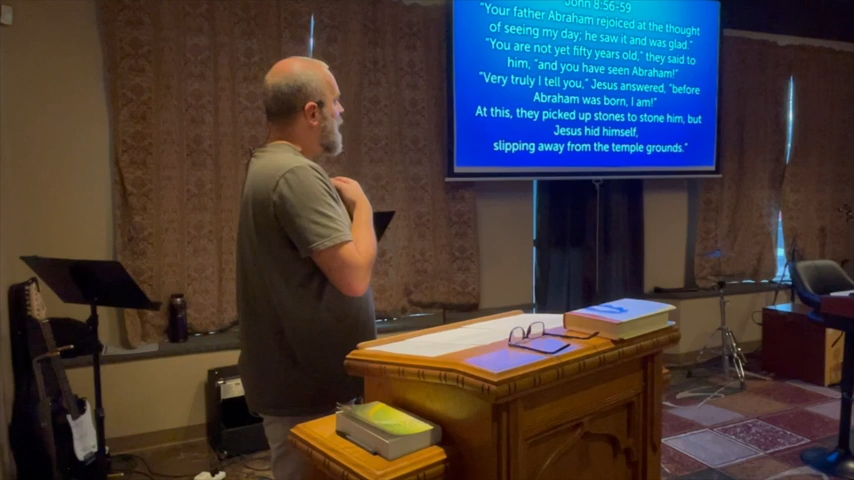 John 8:56-59
"Your father Abraham rejoiced at the thought
of seeing my day; he saw it and was glad."
"You are not yet fifty years old," they said to
him, "and you have seen Abraham!"
"Very truly I tell you," Jesus answered, "before
Abraham was born, I am!"
At this, they picked up stones to stone him, but
Jesus hid himself,
slipping away from the temple grounds."